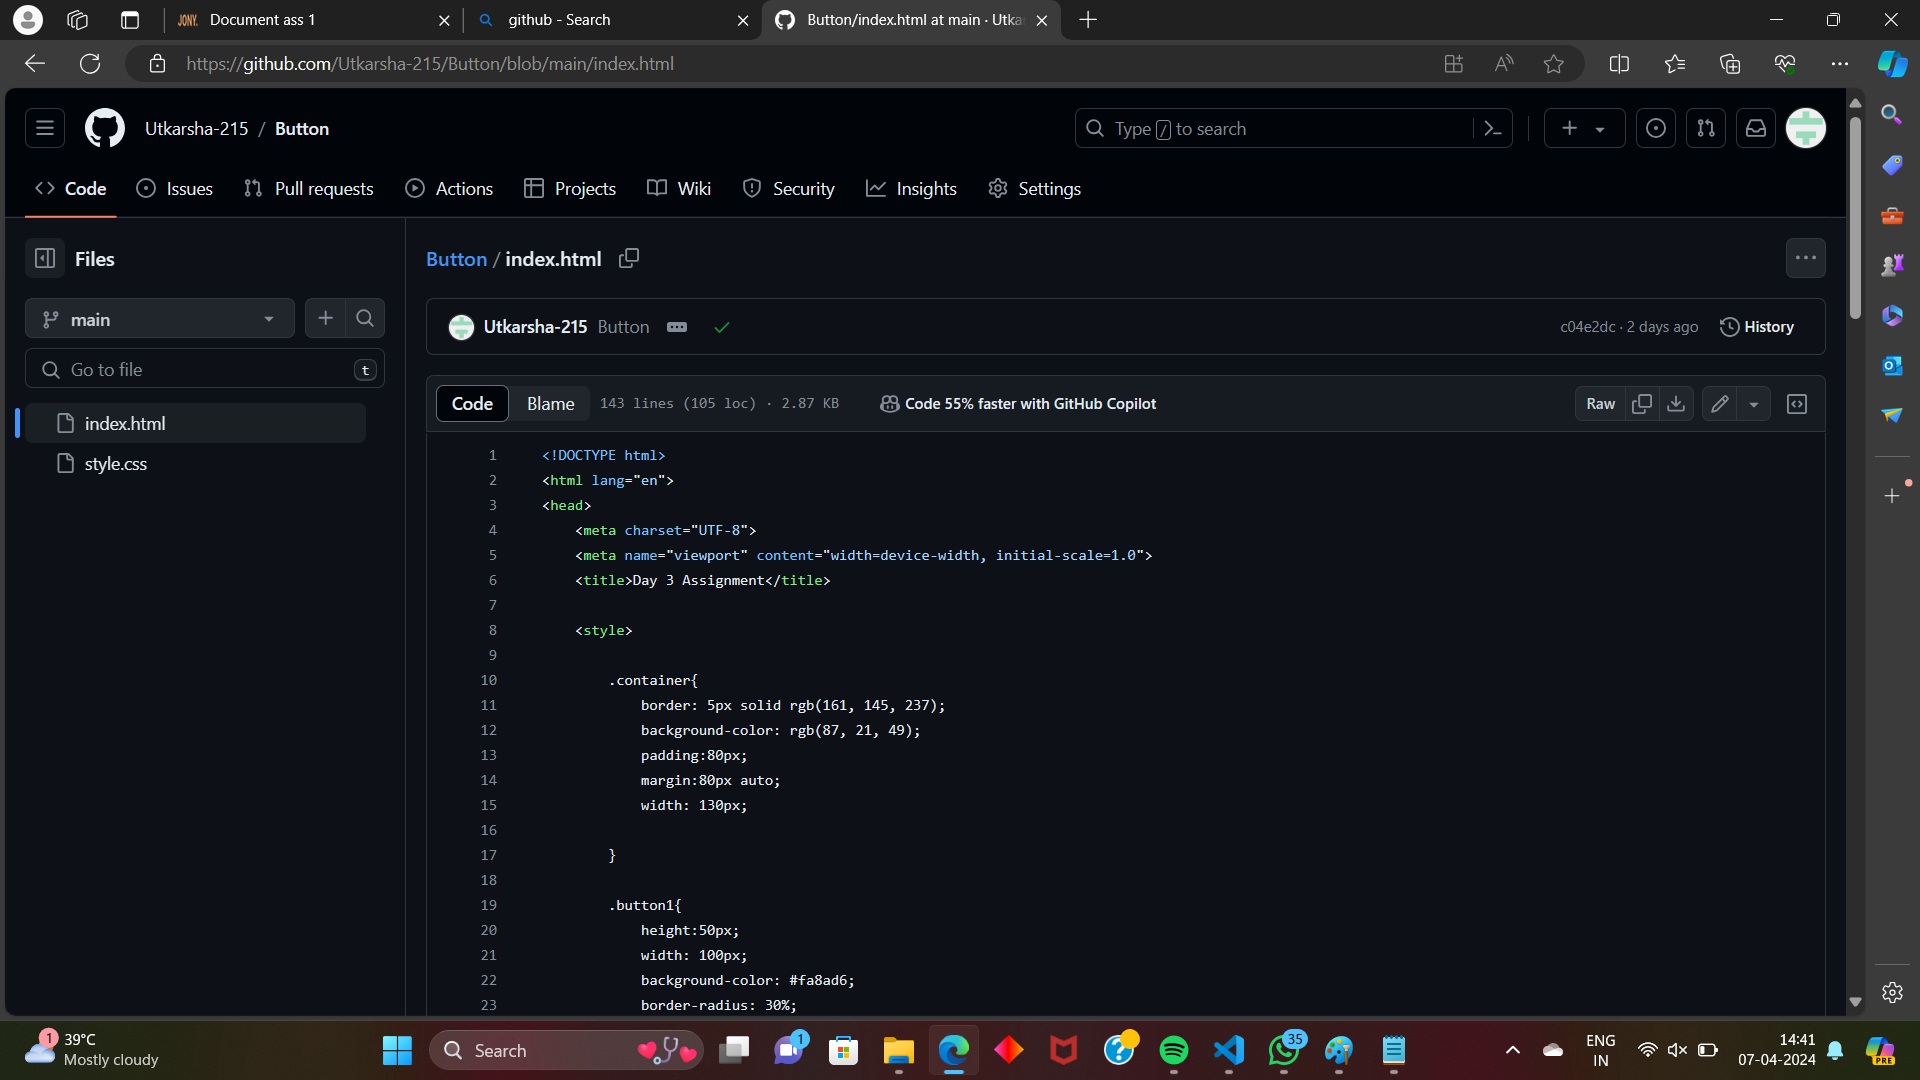 JONY. Document ass 1
github - Search
Button/index.html at main · Utka
https://github.com/Utkarsha-215/Button/blob/main/index.html
Utkarsha-215 / Button
Type / to search
Code
Issues
Pull requests
Actions
Projects
Wiki
Security
Insights
Settings
Files
main
Go to file
t
index.html
style.css
Button / index.html
Utkarsha-215 Button
c04e2dc · 2 days ago
History
Code
Blame
143 lines (105 loc) · 2.87 KB
Code 55% faster with GitHub Copilot
Raw
1 <!DOCTYPE html>
2 <html lang="en">
3 <head>
4 <meta charset="UTF-8">
5 <meta name="viewport" content="width=device-width, initial-scale=1.0">
6 <title>Day 3 Assignment</title>
7
8 <style>
9
10 .container{
11 border: 5px solid rgb(161, 145, 237);
12 background-color: rgb(87, 21, 49);
13 padding:80px;
14 margin:80px auto;
15 width: 130px;
16
17 }
18
19 .button1{
20 height:50px;
21 width: 100px;
22 background-color: #fa8ad6;
23 border-radius: 30%;
1
39°C
Mostly cloudy
Search
1
35
ENG
IN
14:41
07-04-2024
PRE